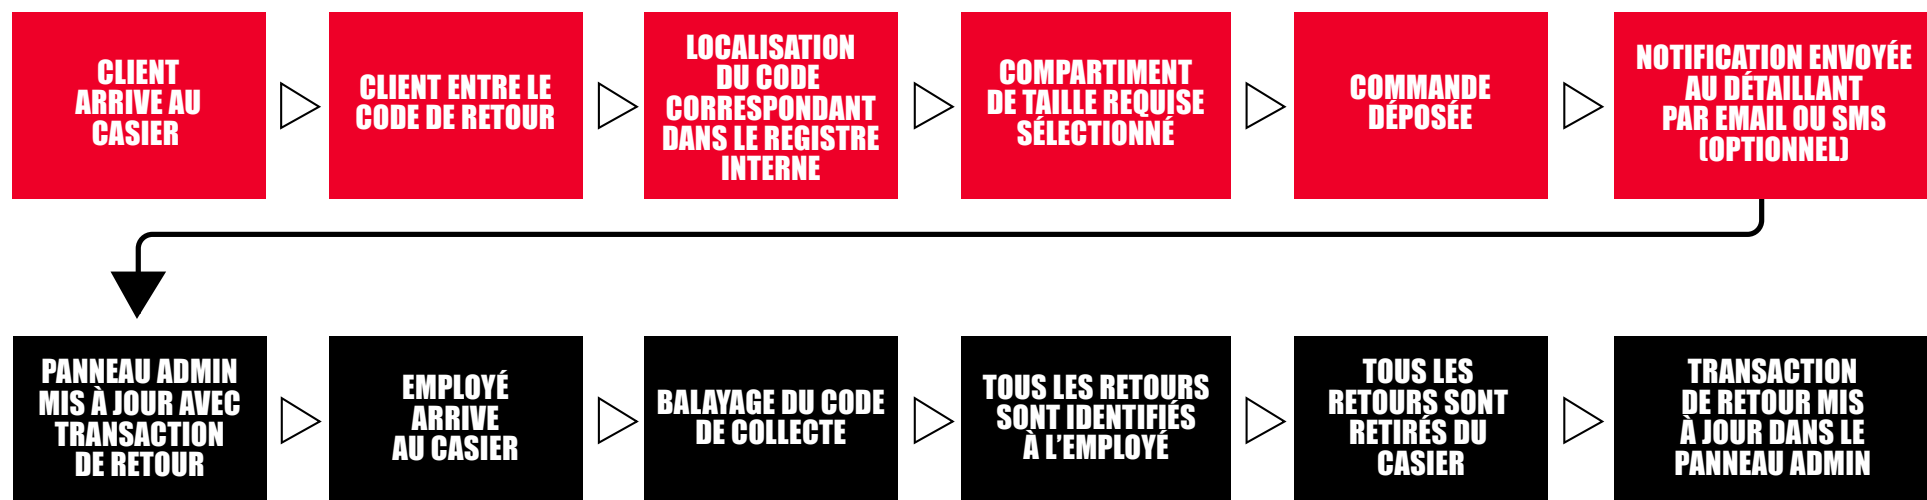 CLIENT
ARRIVE AU
CASIER
CLIENT ENTRE LE
CODE DE RETOUR
LOCALISATION
DU CODE
CORRESPONDANT
DANS LE REGISTRE
INTERNE
COMPARTIMENT
DE TAILLE REQUISE
SÉLECTIONNÉ
COMMANDE
DÉPOSÉE
NOTIFICATION ENVOYÉE
AU DÉTAILLANT
PAR EMAIL OU SMS
(OPTIONNEL)
PANNEAU ADMIN
MIS À JOUR AVEC
TRANSACTION
DE RETOUR
EMPLOYÉ
ARRIVE
AU CASIER
BALAYAGE DU CODE
DE COLLECTE
TOUS LES RETOURS
SONT IDENTIFIÉS
À L'EMPLOYÉ
TOUS LES
RETOURS SONT
RETIRÉS DU
CASIER
TRANSACTION
DE RETOUR MIS
À JOUR DANS LE
PANNEAU ADMIN